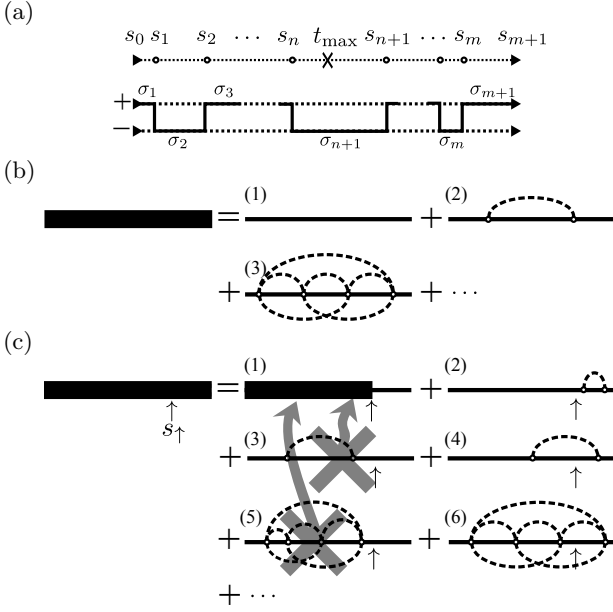 (a)
s₀ s₁ s₂ ⋯ sₙ t_max sₙ₊₁ ⋯ sₘ sₘ₊₁
+ σ₁ σ₃ σₘ₊₁
− σ₂ σₙ₊₁ σₘ
(b)
= (1) + (2)
+ (3) + ⋯
(c)
= (1) + (2)
↑ s↑ ↑ ↑
+ (3) + (4)
↑ ↑
+ (5) + (6)
↑ ↑
+ ⋯